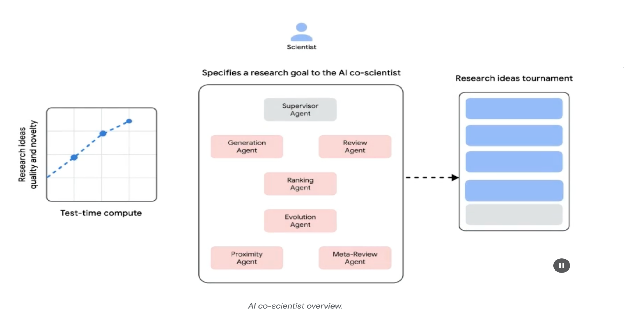 Scientist
Specifies a research goal to the AI co-scientist
Research ideas tournament
Research ideas
quality and novelty
Test-time compute
Supervisor
Agent
Generation
Agent
Review
Agent
Ranking
Agent
Evolution
Agent
Proximity
Agent
Meta-Review
Agent
AI co-scientist overview.